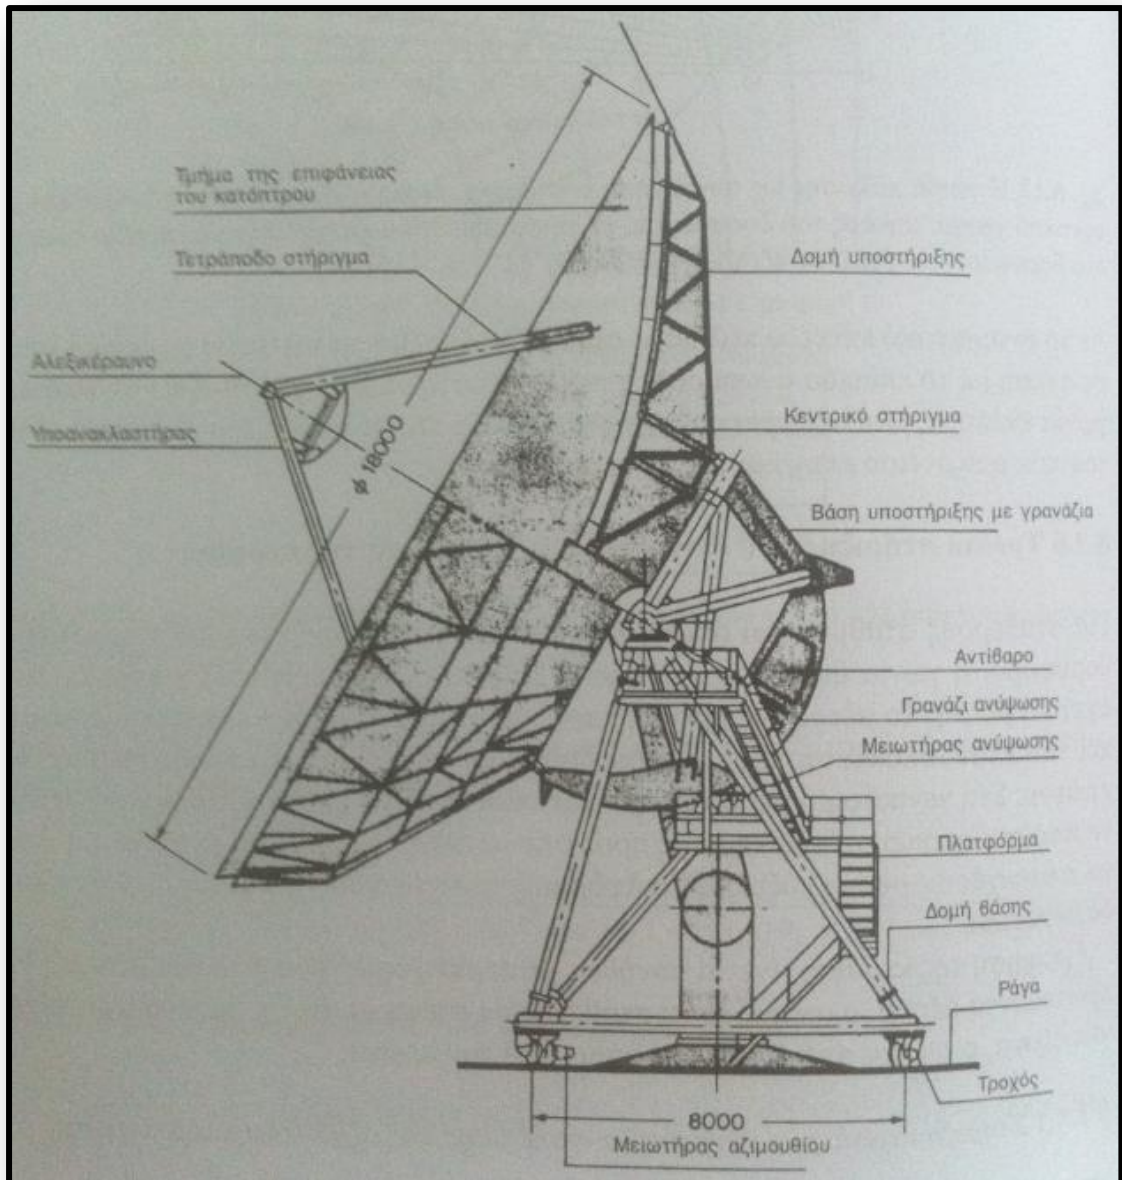 Τμήμα της επιφάνειας
του κατόπτρου
Τετράποδο στήριγμα
Δομή υποστήριξης
Αλεξικέραυνο
Υποανακλαστήρας
Κεντρικό στήριγμα
φ 18000
Βάση υποστήριξης με γρανάζια
Αντίβαρο
Γρανάζι ανύψωσης
Μειωτήρας ανύψωσης
Πλατφόρμα
Δομή βάσης
Ράγα
Τροχός
8000
Μειωτήρας αζιμουθίου